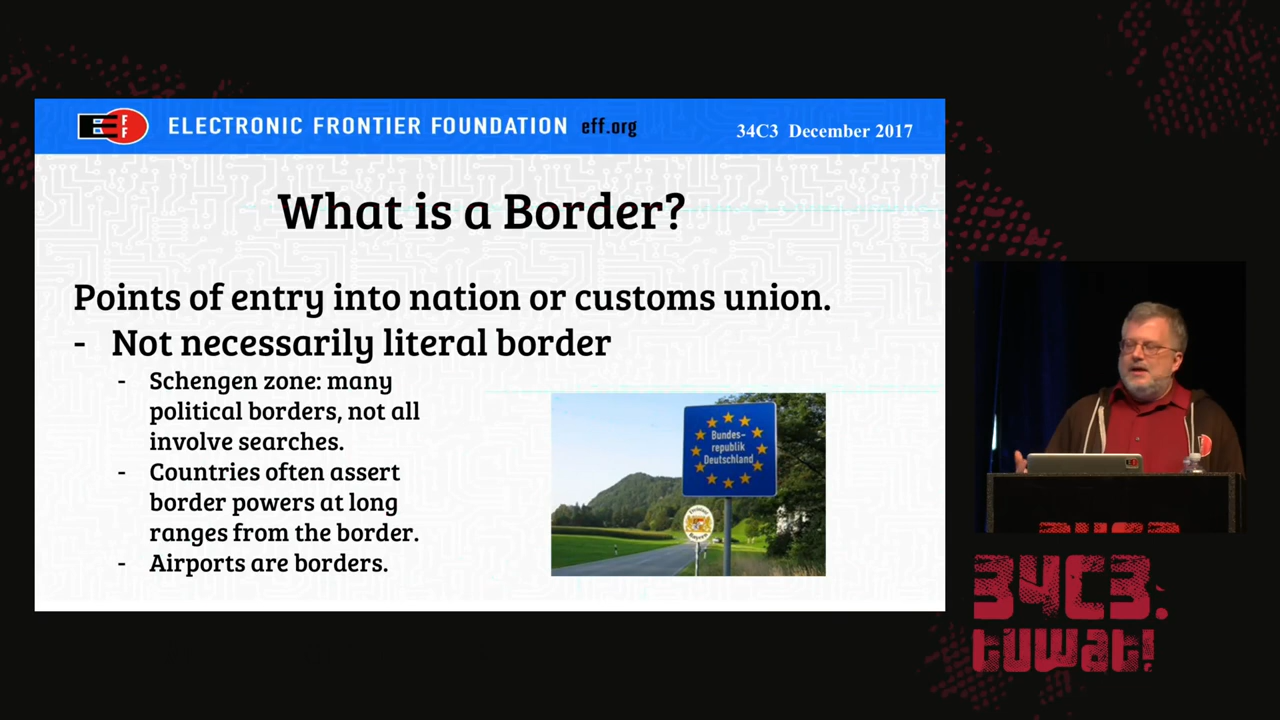 EFF
ELECTRONIC FRONTIER FOUNDATION eff.org
34C3 December 2017
What is a Border?
Points of entry into nation or customs union.
- Not necessarily literal border
- Schengen zone: many
political borders, not all
involve searches.
- Countries often assert
border powers at long
ranges from the border.
- Airports are borders.
Bundes-
republik
Deutschland
34C3.
tuwat!